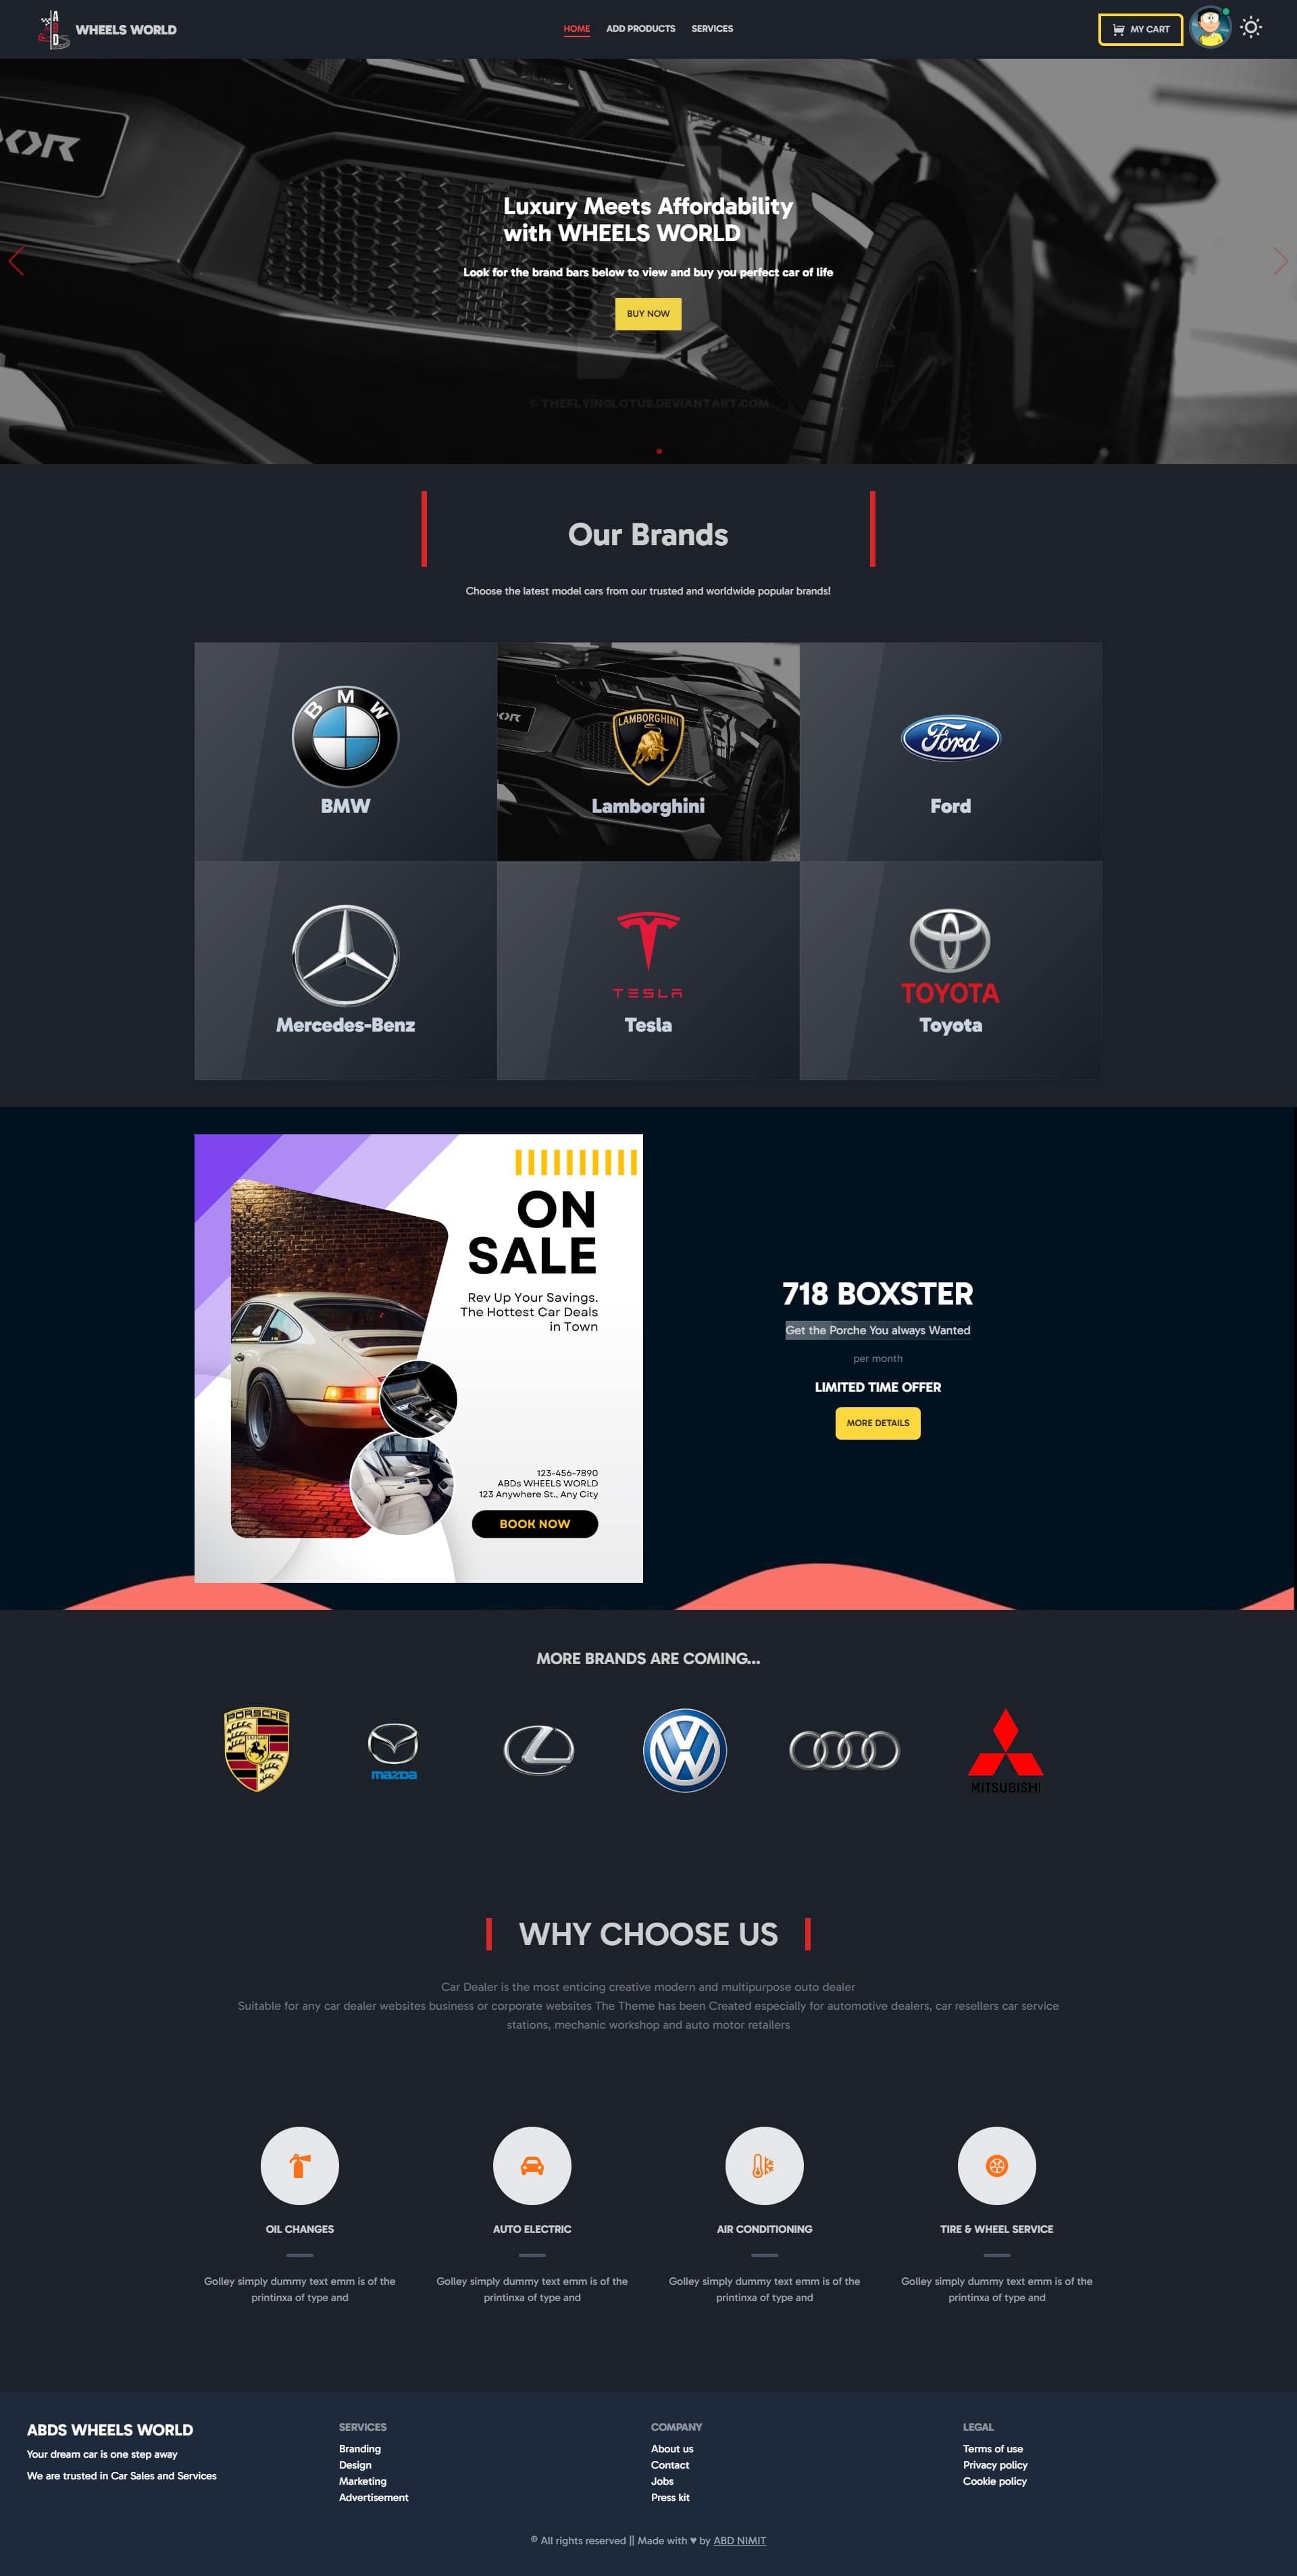 ABD
WHEELS WORLD
HOME
ADD PRODUCTS
SERVICES
MY CART
Luxury Meets Affordability
with WHEELS WORLD
Look for the brand bars below to view and buy you perfect car of life
BUY NOW
© THEFLYINGLOTUS.DEVIANTART.COM
Our Brands
Choose the latest model cars from our trusted and worldwide popular brands!
BMW
BMW
LAMBORGHINI
Lamborghini
Ford
Ford
Mercedes-Benz
TESLA
Tesla
TOYOTA
Toyota
ON
SALE
Rev Up Your Savings.
The Hottest Car Deals
in Town
123-456-7890
ABDs WHEELS WORLD
123 Anywhere St., Any City
BOOK NOW
718 BOXSTER
Get the Porche You always Wanted
per month
LIMITED TIME OFFER
MORE DETAILS
MORE BRANDS ARE COMING...
PORSCHE
mazda
MITSUBISHI
WHY CHOOSE US
Car Dealer is the most enticing creative modern and multipurpose outo dealer
Suitable for any car dealer websites business or corporate websites The Theme has been Created especially for automotive dealers, car resellers car service
stations, mechanic workshop and auto motor retailers
OIL CHANGES
Golley simply dummy text emm is of the
printinxa of type and
AUTO ELECTRIC
Golley simply dummy text emm is of the
printinxa of type and
AIR CONDITIONING
Golley simply dummy text emm is of the
printinxa of type and
TIRE & WHEEL SERVICE
Golley simply dummy text emm is of the
printinxa of type and
ABDS WHEELS WORLD
Your dream car is one step away
We are trusted in Car Sales and Services
SERVICES
Branding
Design
Marketing
Advertisement
COMPANY
About us
Contact
Jobs
Press kit
LEGAL
Terms of use
Privacy policy
Cookie policy
© All rights reserved || Made with ♥ by ABD NIMIT